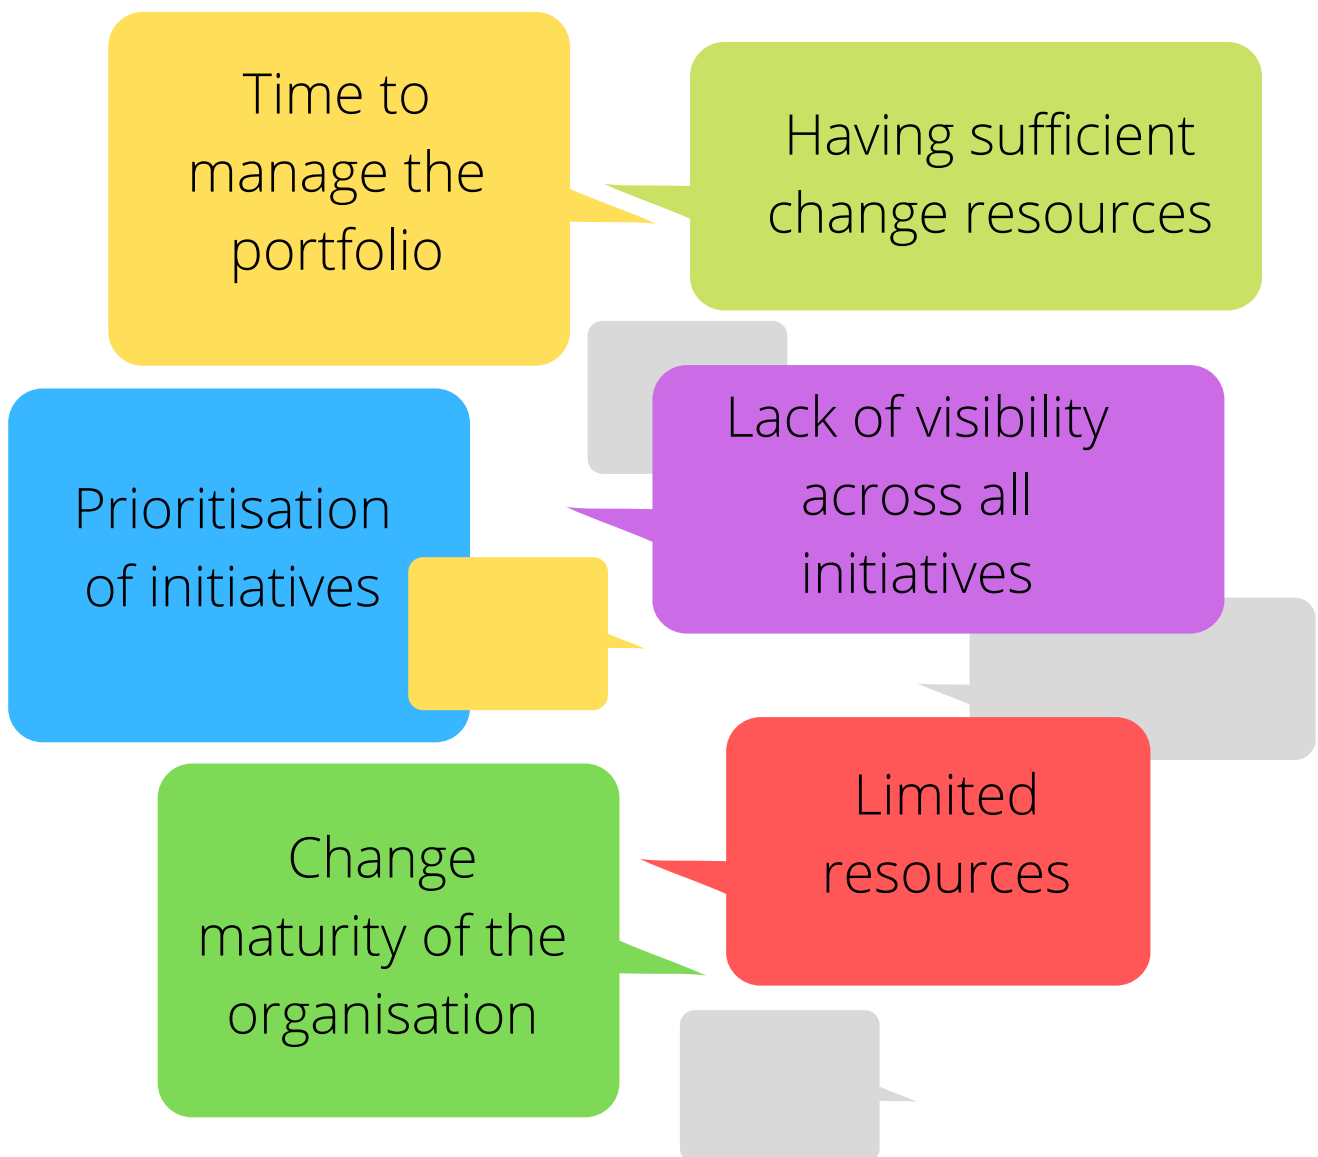 Time to
manage the
portfolio
Having sufficient
change resources
Prioritisation
of initiatives
Lack of visibility
across all
initiatives
Change
maturity of the
organisation
Limited
resources